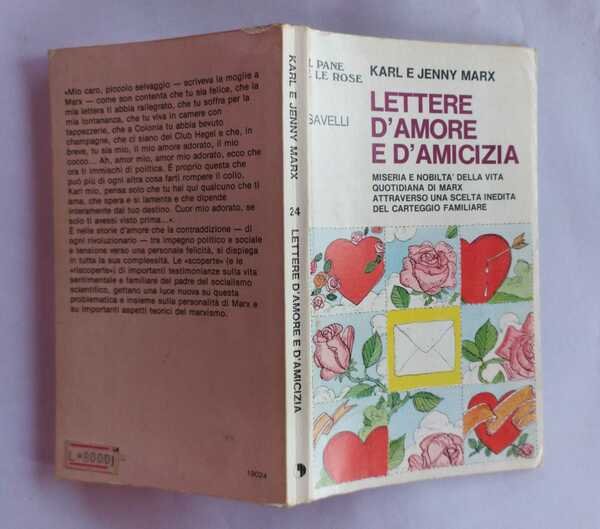 «Mio caro, piccolo selvaggio — scriveva la moglie a
Marx — come son contenta che tu sia felice, che la
mia lettera ti abbia rallegrato, che tu soffra per la
mia lontananza, che tu viva in camere con
tappezzerie, che a Colonia tu abbia bevuto
champagne, che ci siano dei Club Hegel e che, in
breve, tu sia mio, il mio amore adorato, il mio
cocco... Ah, amor mio, amor mio adorato, ecco che
ora ti immischi di politica. È proprio questa che
può più di ogni altra cosa farti rompere il collo.
Karl mio, pensa solo che tu hai qui qualcuno che ti
ama, che spera e si lamenta e che dipende
interamente dal tuo destino. Cuor mio adorato, se
solo ti avessi visto prima...»
È nelle storie d'amore che la contraddizione — di
ogni rivoluzionario — tra impegno politico e sociale
e tensione verso una personale felicità, si dispiega
in tutta la sua complessità. Le «scoperte» (e le
«riscoperte») di importanti testimonianze sulla vita
sentimentale e familiare del padre del socialismo
scientifico, gettano una luce nuova su questa
problematica e insieme sulla personalità di Marx e
su importanti aspetti teorici del marxismo.
19024
KARL E JENNY MARX
24
LETTERE D'AMORE E D'AMICIZIA
IL PANE
E LE ROSE
SAVELLI
KARL E JENNY MARX
LETTERE
D'AMORE
E D'AMICIZIA
MISERIA E NOBILTA' DELLA VITA
QUOTIDIANA DI MARX
ATTRAVERSO UNA SCELTA INEDITA
DEL CARTEGGIO FAMILIARE